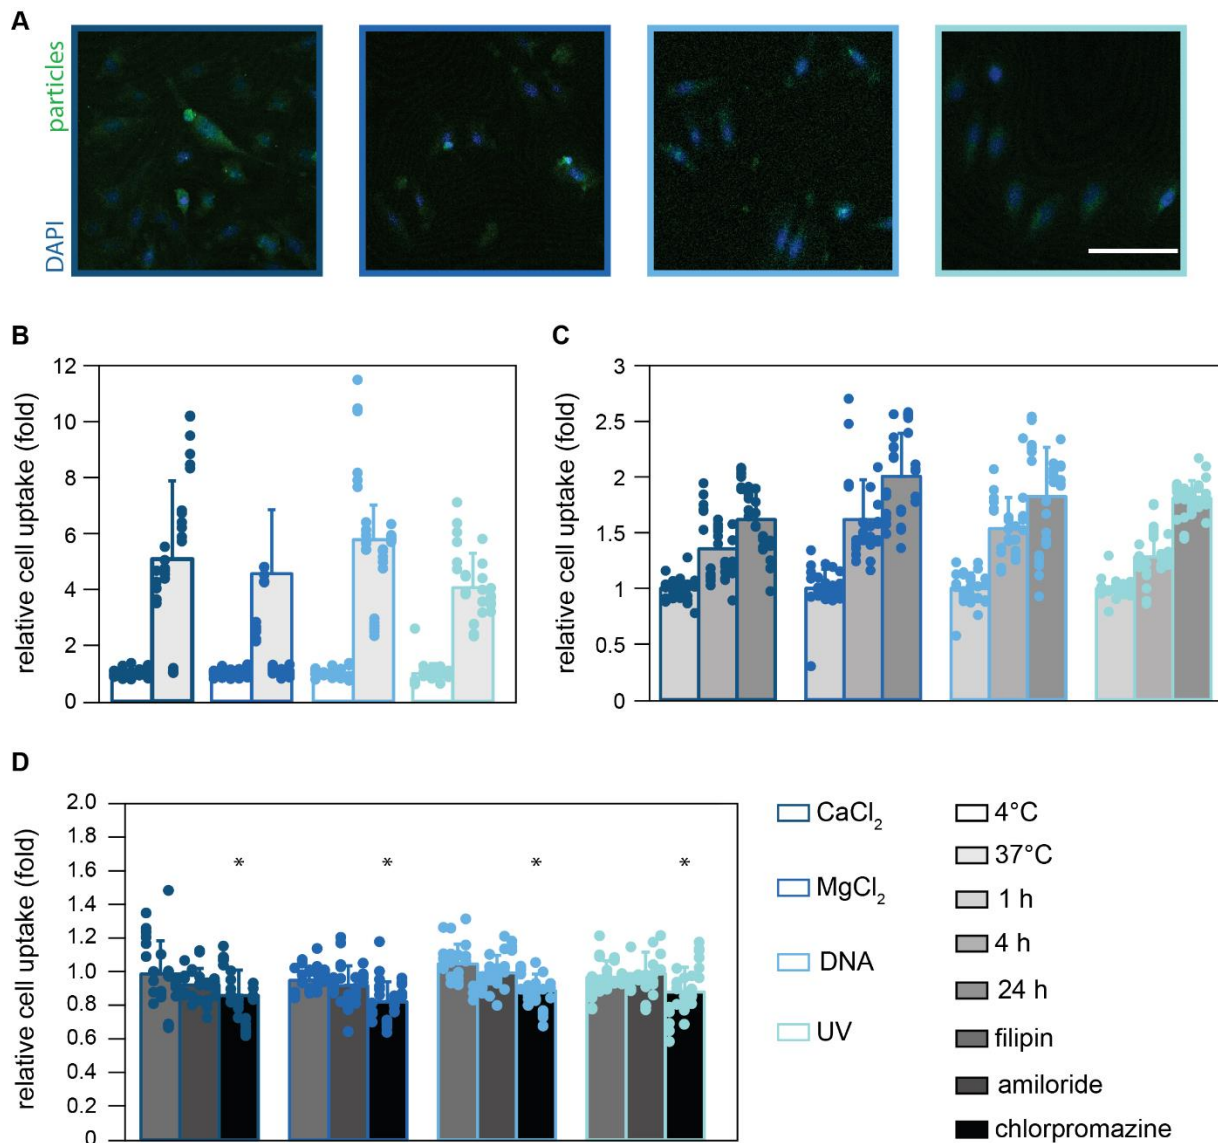 A
particles
DAPI
B
relative cell uptake (fold)
12
10
8
6
4
2
0
C
relative cell uptake (fold)
3
2.5
2
1.5
1
0.5
0
D
relative cell uptake (fold)
2.0
1.8
1.6
1.4
1.2
1.0
0.8
0.6
0.4
0.2
0
* * * *
CaCl₂
MgCl₂
DNA
UV
4°C
37°C
1 h
4 h
24 h
filipin
amiloride
chlorpromazine